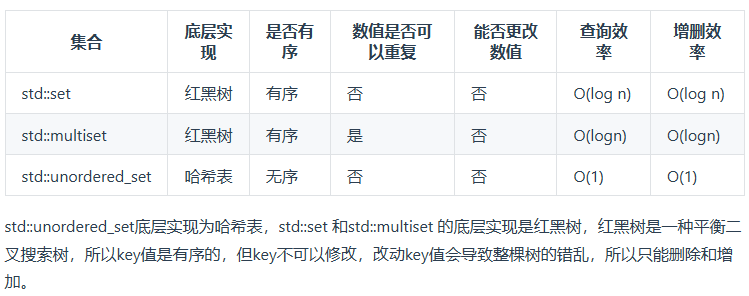 集合 底层实现 是否有序 数值是否可以重复 能否更改数值 查询效率 增删效率
std::set 红黑树 有序 否 否 O(log n) O(log n)
std::multiset 红黑树 有序 是 否 O(logn) O(logn)
std::unordered_set 哈希表 无序 否 否 O(1) O(1)
std::unordered_set底层实现为哈希表，std::set 和std::multiset 的底层实现是红黑树，红黑树是一种平衡二
叉搜索树，所以key值是有序的，但key不可以修改，改动key值会导致整棵树的错乱，所以只能删除和增
加。